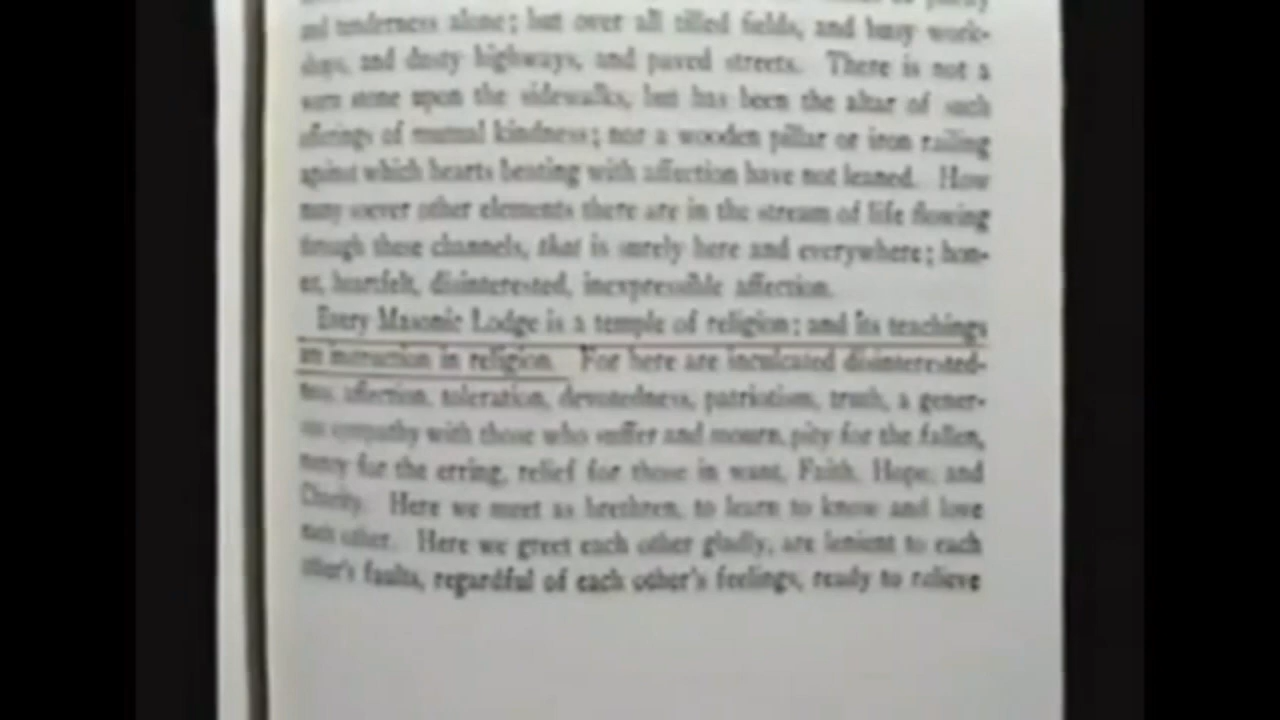 and tenderness alone; but over all tilled fields, and busy work-
shops, and dusty highways, and paved streets. There is not a
worn stone upon the sidewalks, but has been the altar of such
offerings of mutual kindness; nor a wooden pillar or iron railing
against which hearts beating with affection have not leaned. How
many soever other elements there are in the stream of life flowing
through these channels, that is surely here and everywhere; hon-
est, heartfelt, disinterested, inexpressible affection.
Every Masonic Lodge is a temple of religion; and its teachings
are instruction in religion. For here are inculcated disinterested-
ness, affection, toleration, devotedness, patriotism, truth, a gener-
ous sympathy with those who suffer and mourn, pity for the fallen,
mercy for the erring, relief for those in want, Faith, Hope, and
Charity. Here we meet as brethren, to learn to know and love
each other. Here we greet each other gladly, are lenient to each
other's faults, regardful of each other's feelings, ready to relieve